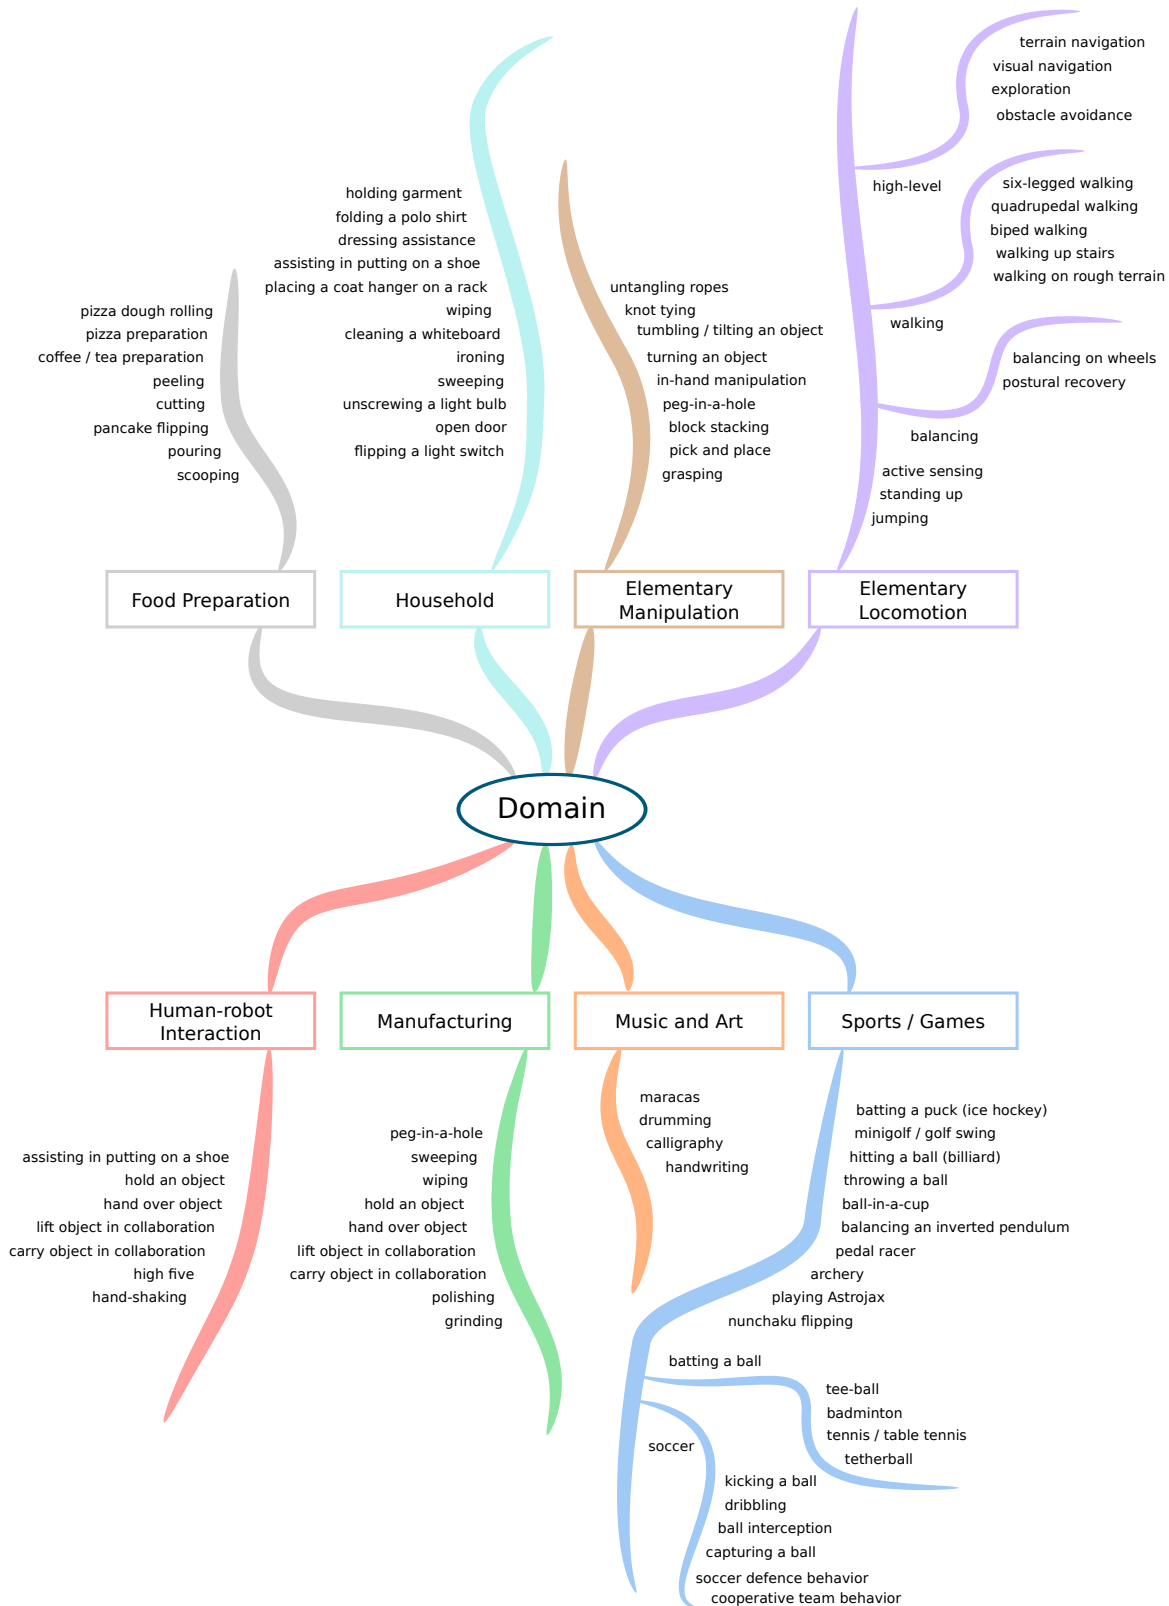 pizza dough rolling
pizza preparation
coffee / tea preparation
peeling
cutting
pancake flipping
pouring
scooping
Food Preparation
holding garment
folding a polo shirt
dressing assistance
assisting in putting on a shoe
placing a coat hanger on a rack
wiping
cleaning a whiteboard
ironing
sweeping
unscrewing a light bulb
open door
flipping a light switch
Household
untangling ropes
knot tying
tumbling / tilting an object
turning an object
in-hand manipulation
peg-in-a-hole
block stacking
pick and place
grasping
Elementary
Manipulation
terrain navigation
visual navigation
exploration
obstacle avoidance
high-level
six-legged walking
quadrupedal walking
biped walking
walking up stairs
walking on rough terrain
walking
balancing on wheels
postural recovery
balancing
active sensing
standing up
jumping
Elementary
Locomotion
Domain
Human-robot
Interaction
assisting in putting on a shoe
hold an object
hand over object
lift object in collaboration
carry object in collaboration
high five
hand-shaking
Manufacturing
peg-in-a-hole
sweeping
wiping
hold an object
hand over object
lift object in collaboration
carry object in collaboration
polishing
grinding
Music and Art
maracas
drumming
calligraphy
handwriting
Sports / Games
batting a puck (ice hockey)
minigolf / golf swing
hitting a ball (billiard)
throwing a ball
ball-in-a-cup
balancing an inverted pendulum
pedal racer
archery
playing Astrojax
nunchaku flipping
batting a ball
tee-ball
badminton
tennis / table tennis
tetherball
soccer
kicking a ball
dribbling
ball interception
capturing a ball
soccer defence behavior
cooperative team behavior